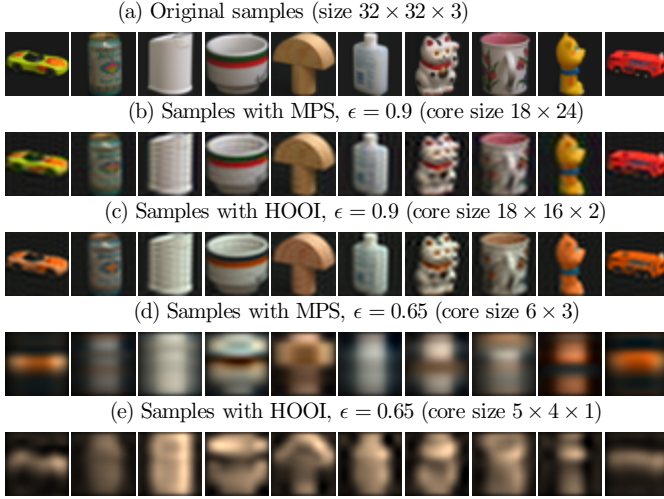 (a) Original samples (size 32 × 32 × 3)
(b) Samples with MPS, ϵ = 0.9 (core size 18 × 24)
(c) Samples with HOOI, ϵ = 0.9 (core size 18 × 16 × 2)
(d) Samples with MPS, ϵ = 0.65 (core size 6 × 3)
(e) Samples with HOOI, ϵ = 0.65 (core size 5 × 4 × 1)